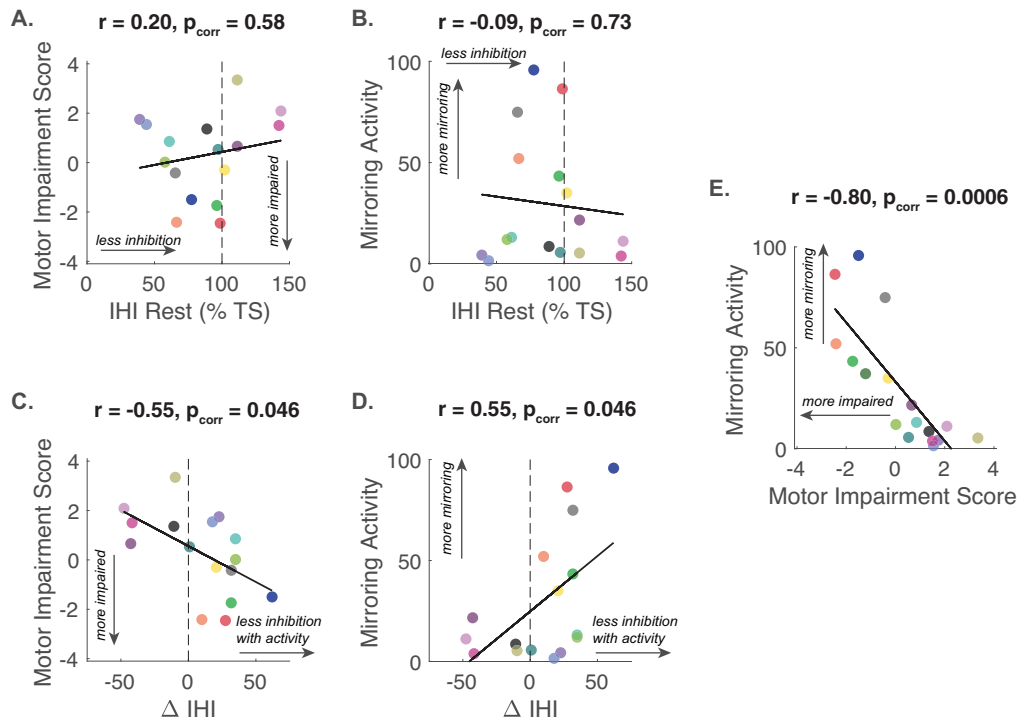 A.
r = 0.20, pcorr = 0.58
Motor Impairment Score
4
2
0
-2
-4
less inhibition
more impaired
0
50
100
150
IHI Rest (% TS)
B.
r = -0.09, pcorr = 0.73
Mirroring Activity
100
50
0
less inhibition
more mirroring
0
50
100
150
IHI Rest (% TS)
C.
r = -0.55, pcorr = 0.046
Motor Impairment Score
4
2
0
-2
-4
more impaired
less inhibition
with activity
-50
0
50
Δ IHI
D.
r = 0.55, pcorr = 0.046
Mirroring Activity
100
50
0
more mirroring
less inhibition
with activity
-50
0
50
Δ IHI
E.
r = -0.80, pcorr = 0.0006
Mirroring Activity
100
50
0
more mirroring
more impaired
-4
-2
0
2
4
Motor Impairment Score